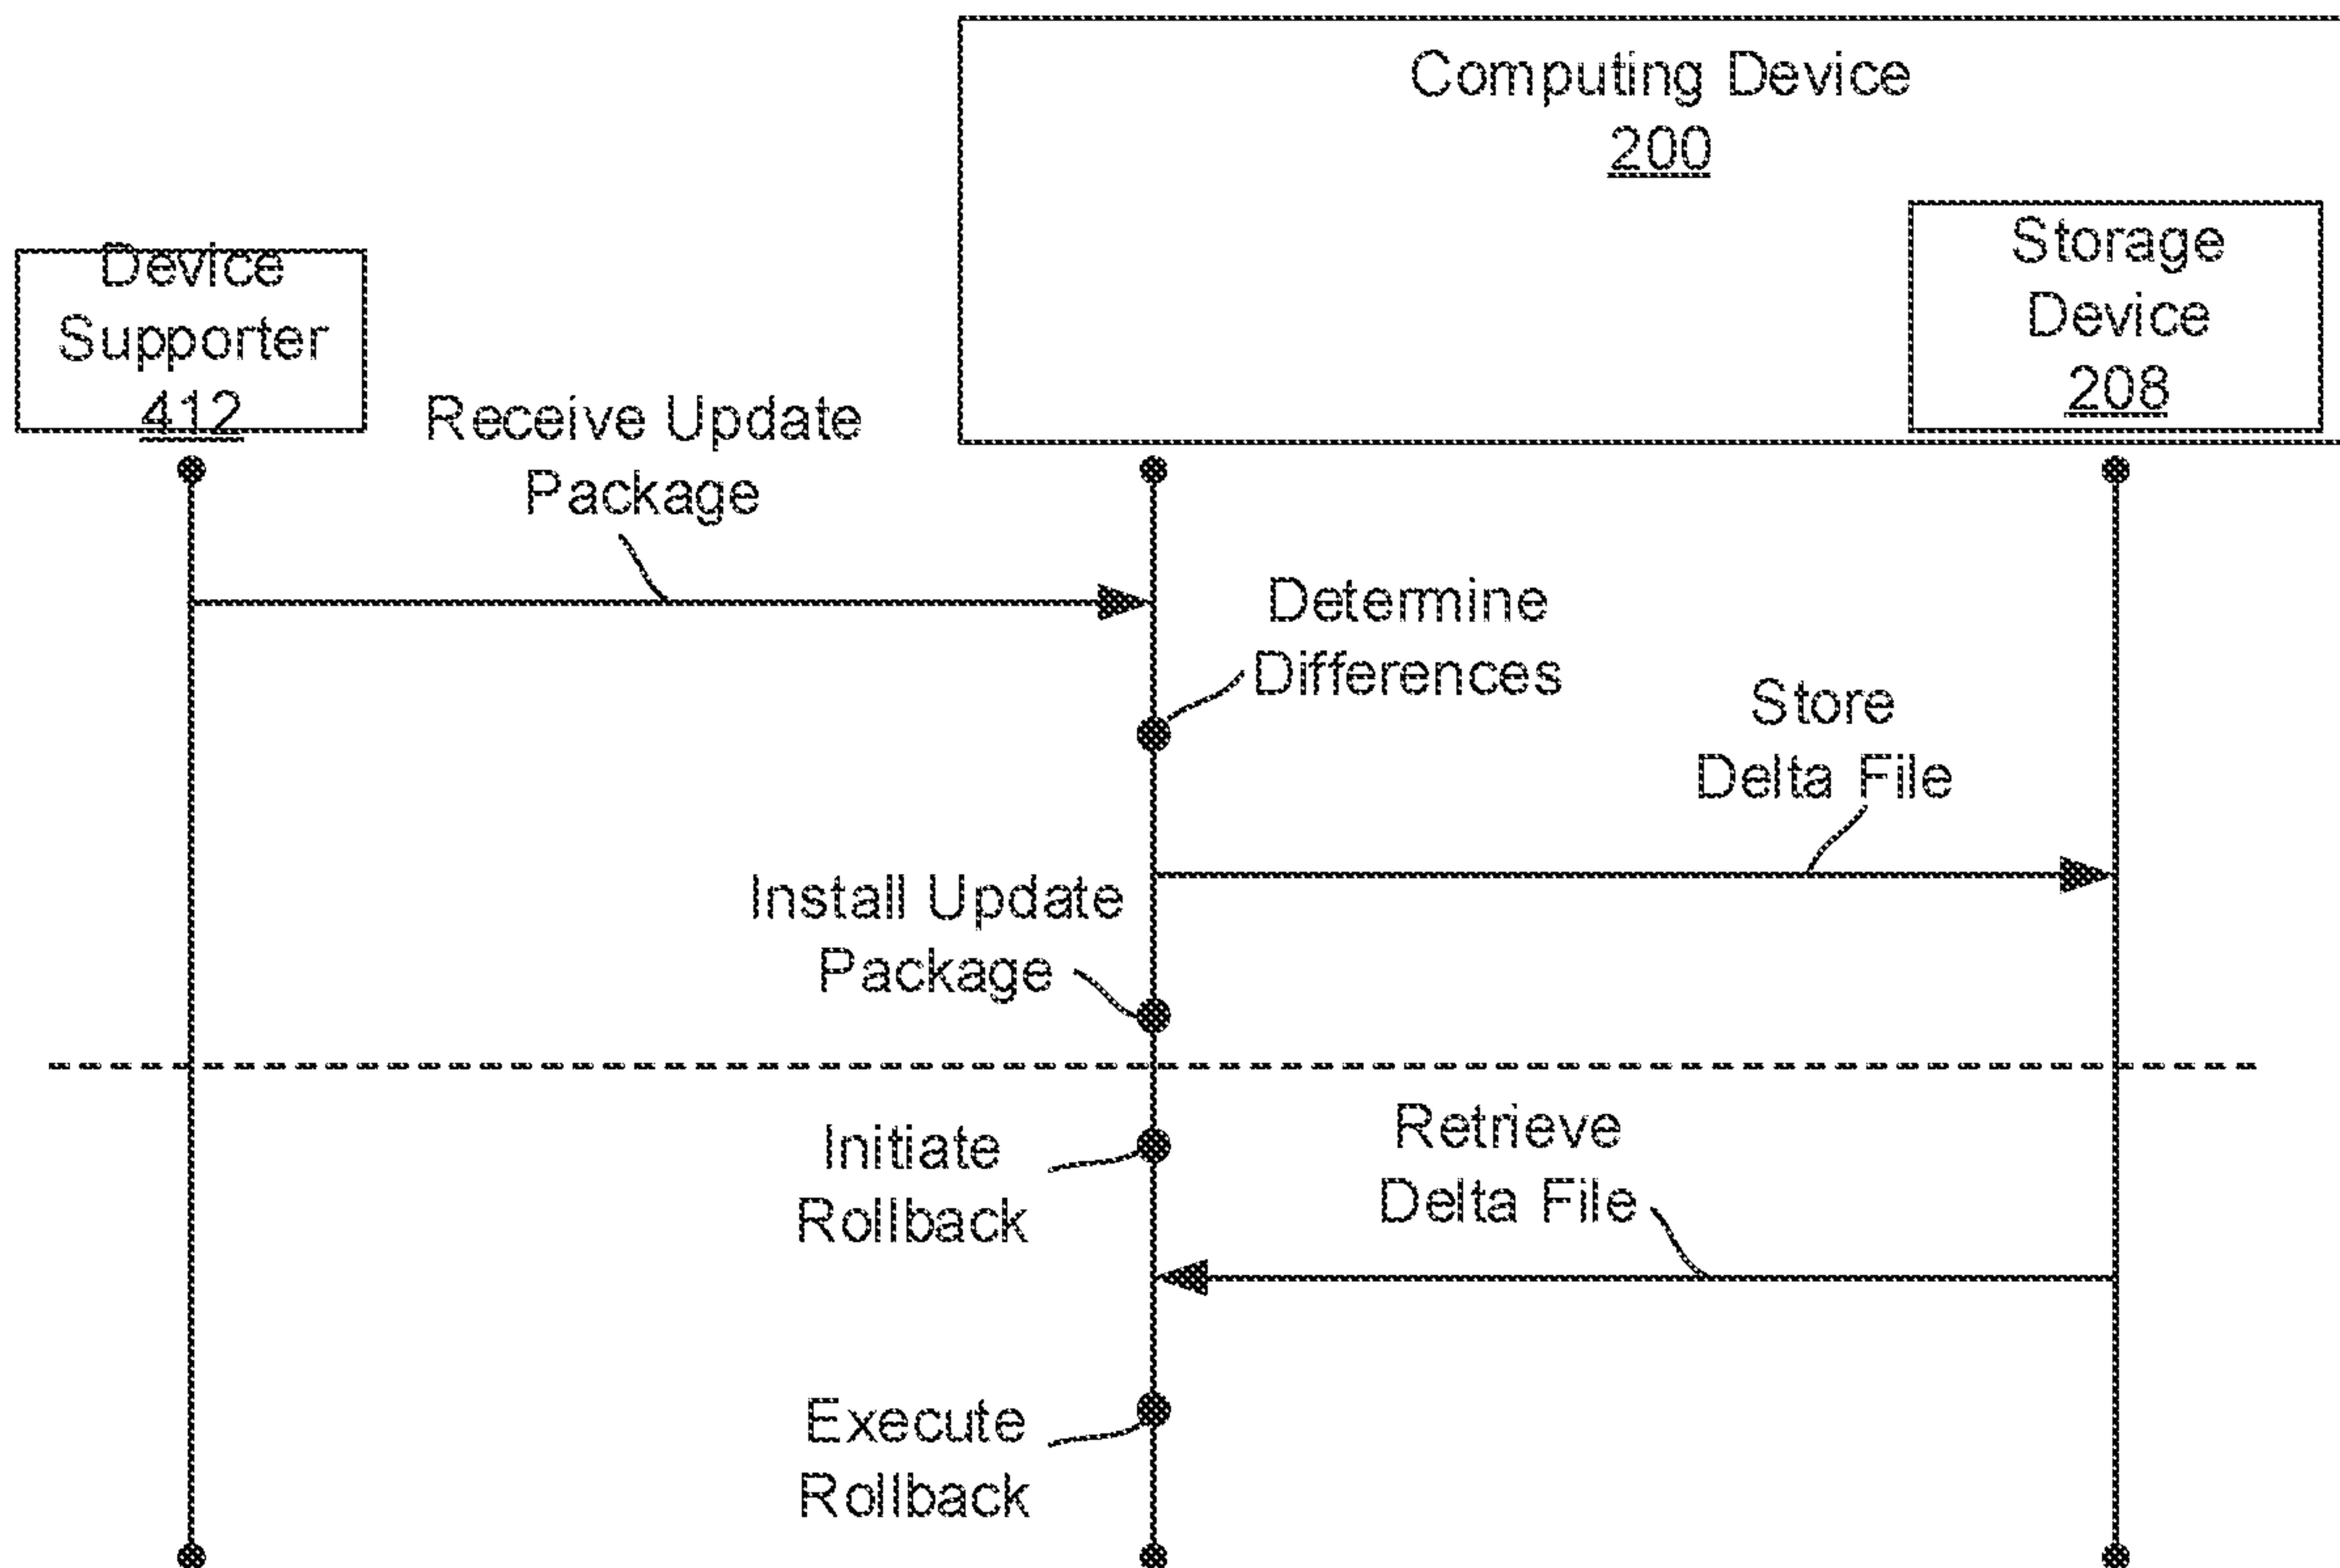 Computing Device
200
Storage
Device
208
Device
Supporter
412
Receive Update
Package
Determine
Differences
Store
Delta File
Install Update
Package
Initiate
Rollback
Retrieve
Delta File
Execute
Rollback